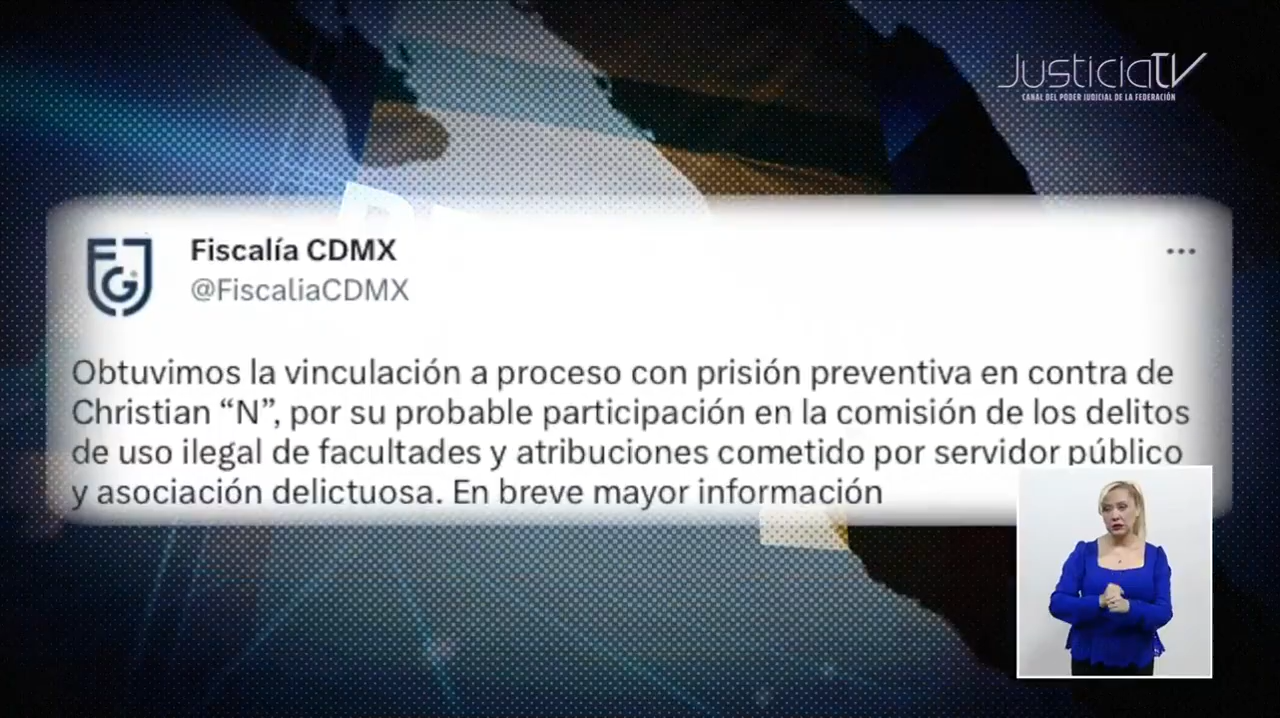 JusticiaTV
CANAL DEL PODER JUDICIAL DE LA FEDERACIÓN
Fiscalía CDMX
@FiscaliaCDMX
Obtuvimos la vinculación a proceso con prisión preventiva en contra de
Christian “N”, por su probable participación en la comisión de los delitos
de uso ilegal de facultades y atribuciones cometido por servidor público
y asociación delictuosa. En breve mayor información